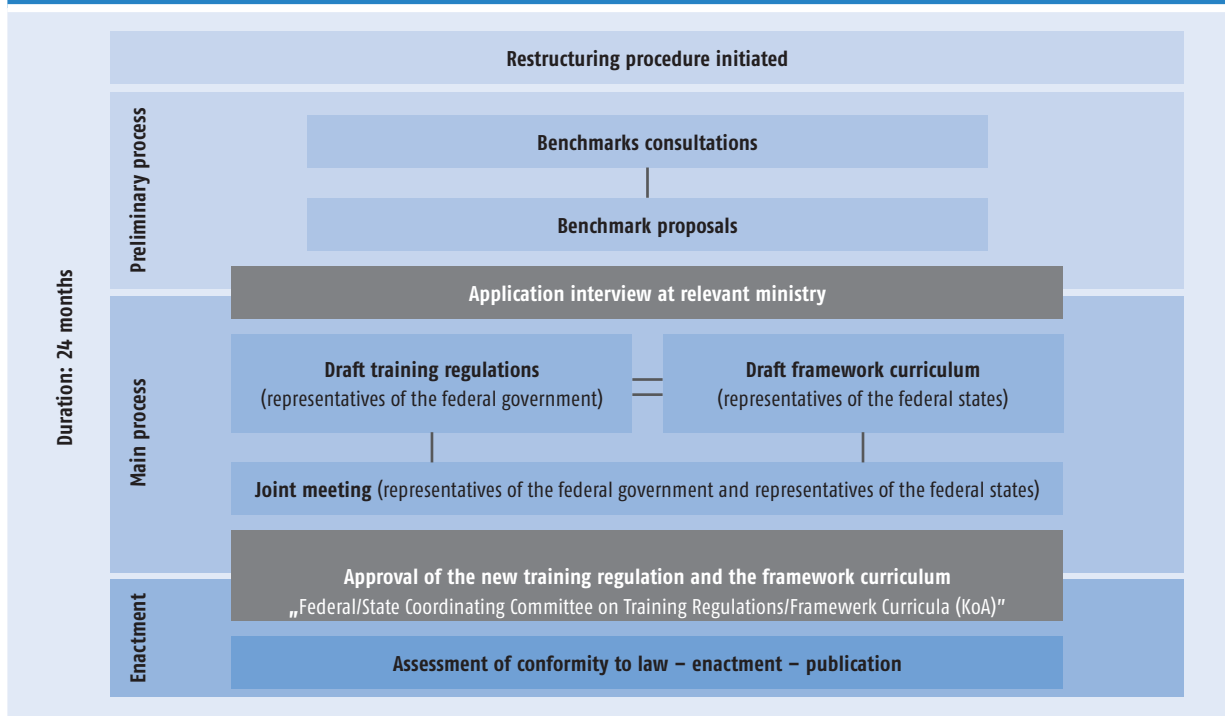 Restructuring procedure initiated
Duration: 24 months
Preliminary process
Benchmarks consultations
Benchmark proposals
Application interview at relevant ministry
Main process
Draft training regulations
(representatives of the federal government)
Draft framework curriculum
(representatives of the federal states)
Joint meeting (representatives of the federal government and representatives of the federal states)
Approval of the new training regulation and the framework curriculum
„Federal/State Coordinating Committee on Training Regulations/Framewerk Curricula (KoA)”
Enactment
Assessment of conformity to law – enactment – publication